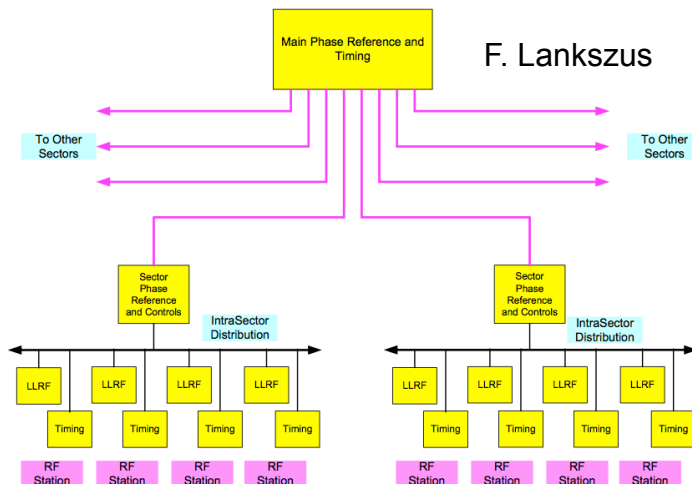 Main Phase Reference and
Timing
F. Lankszus
To Other
Sectors
To Other
Sectors
Sector
Phase
Reference
and Controls
Sector
Phase
Reference
and Controls
IntraSector
Distribution
IntraSector
Distribution
LLRF
LLRF
LLRF
LLRF
LLRF
LLRF
LLRF
LLRF
Timing
Timing
Timing
Timing
Timing
Timing
Timing
Timing
RF
Station
RF
Station
RF
Station
RF
Station
RF
Station
RF
Station
RF
Station
RF
Station